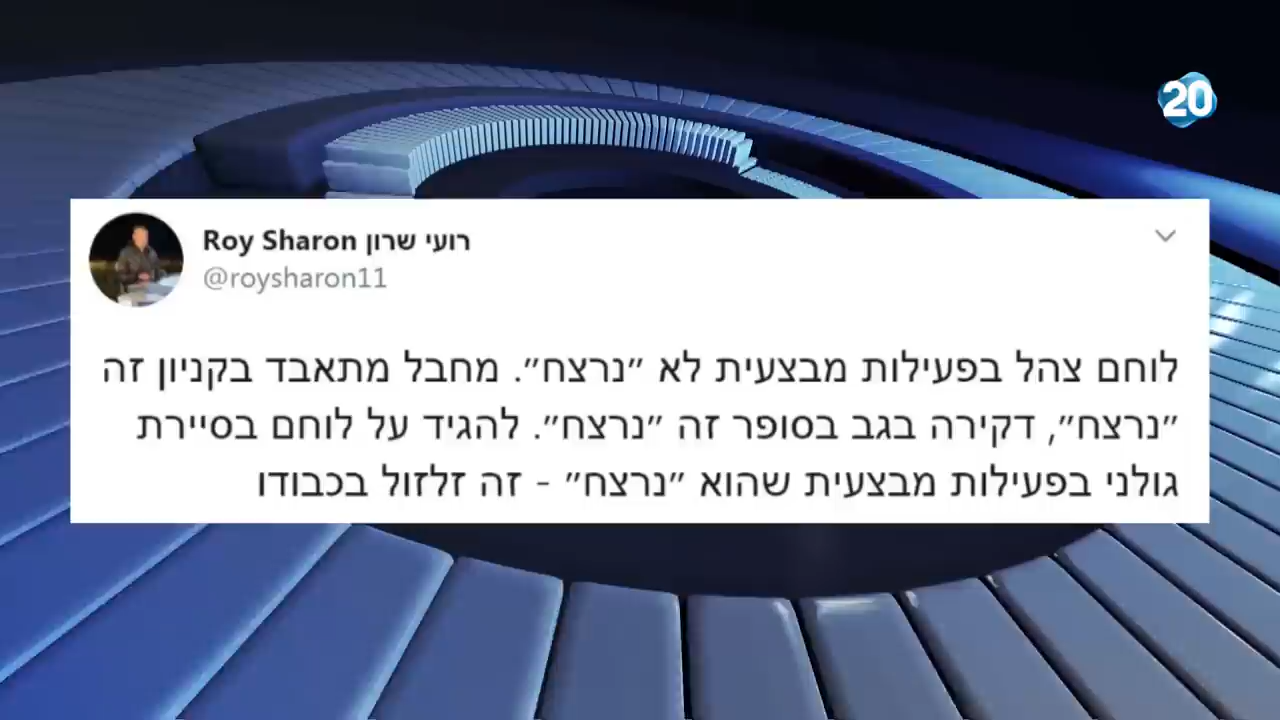 20
רועי שרון Roy Sharon
@roysharon11
לוחם צהל בפעילות מבצעית לא ״נרצח״. מחבל מתאבד בקניון זה
״נרצח״, דקירה בגב בסופר זה ״נרצח״. להגיד על לוחם בסיירת
גולני בפעילות מבצעית שהוא ״נרצח״ - זה זלזול בכבודו